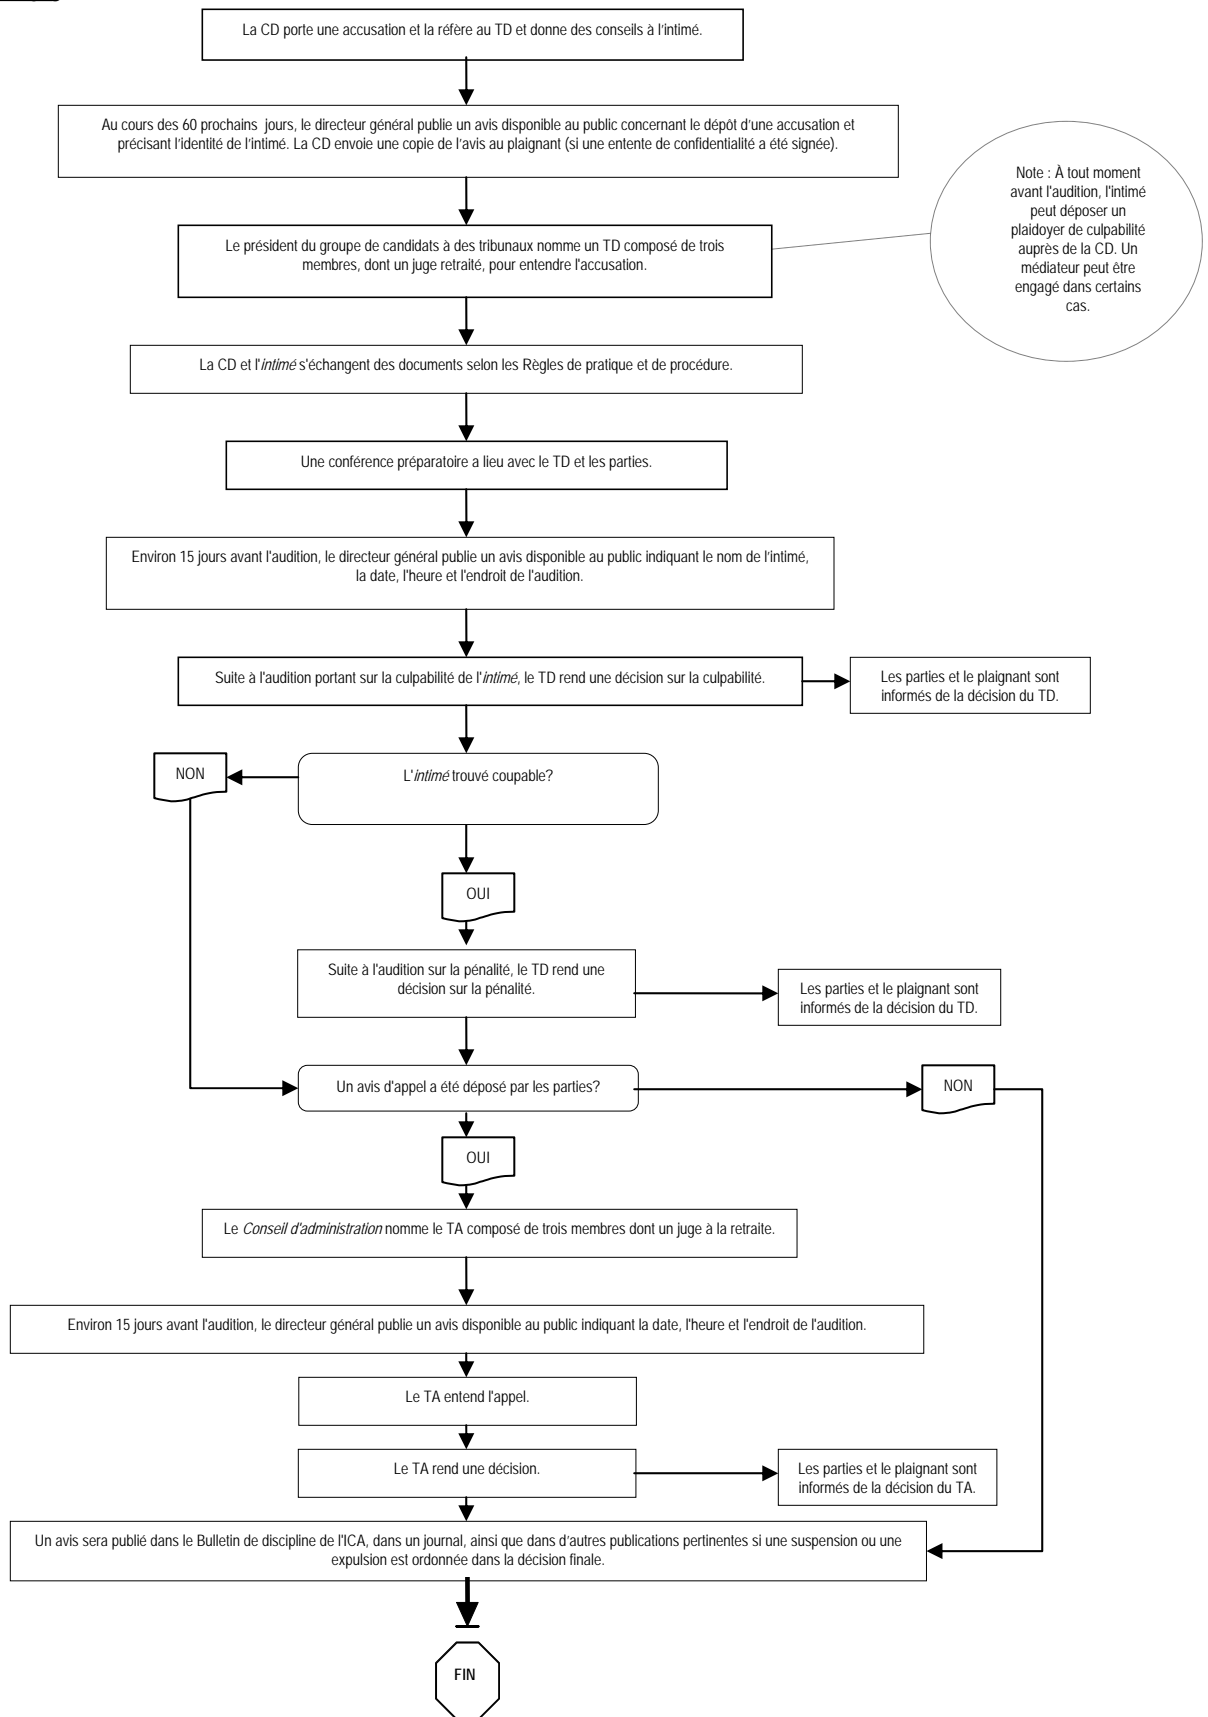 La CD porte une accusation et la réfère au TD et donne des conseils à l'intimé.
Au cours des 60 prochains jours, le directeur général publie un avis disponible au public concernant le dépôt d'une accusation et
précisant l'identité de l'intimé. La CD envoie une copie de l'avis au plaignant (si une entente de confidentialité a été signée).
Note : À tout moment
avant l'audition, l'intimé
peut déposer un
plaidoyer de culpabilité
auprès de la CD. Un
médiateur peut être
engagé dans certains
cas.
Le président du groupe de candidats à des tribunaux nomme un TD composé de trois
membres, dont un juge retraité, pour entendre l'accusation.
La CD et l'intimé s'échangent des documents selon les Règles de pratique et de procédure.
Une conférence préparatoire a lieu avec le TD et les parties.
Environ 15 jours avant l'audition, le directeur général publie un avis disponible au public indiquant le nom de l'intimé,
la date, l'heure et l'endroit de l'audition.
Suite à l'audition portant sur la culpabilité de l'intimé, le TD rend une décision sur la culpabilité.
Les parties et le plaignant sont
informés de la décision du TD.
NON
L'intimé trouvé coupable?
OUI
Suite à l'audition sur la pénalité, le TD rend une
décision sur la pénalité.
Les parties et le plaignant sont
informés de la décision du TD.
Un avis d'appel a été déposé par les parties?
NON
OUI
Le Conseil d'administration nomme le TA composé de trois membres dont un juge à la retraite.
Environ 15 jours avant l'audition, le directeur général publie un avis disponible au public indiquant la date, l'heure et l'endroit de l'audition.
Le TA entend l'appel.
Le TA rend une décision.
Les parties et le plaignant sont
informés de la décision du TA.
Un avis sera publié dans le Bulletin de discipline de l'ICA, dans un journal, ainsi que dans d'autres publications pertinentes si une suspension ou une
expulsion est ordonnée dans la décision finale.
FIN